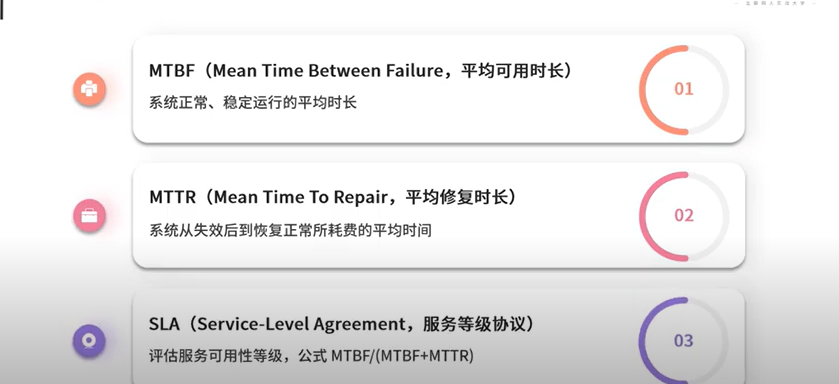 MTBF（Mean Time Between Failure，平均可用时长）
系统正常、稳定运行的平均时长
01
MTTR（Mean Time To Repair，平均修复时长）
系统从失效后到恢复正常所耗费的平均时间
02
SLA（Service-Level Agreement，服务等级协议）
评估服务可用性等级，公式 MTBF/(MTBF+MTTR)
03